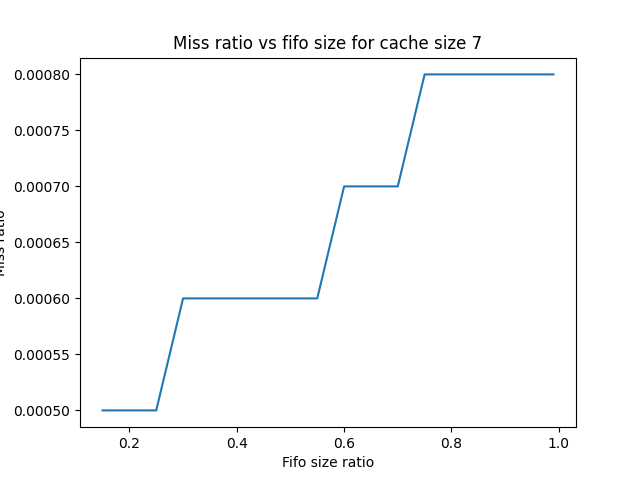 Miss ratio vs fifo size for cache size 7
0.00080
0.00075
0.00070
0.00065
0.00060
0.00055
0.00050
Miss ratio
0.2 0.4 0.6 0.8 1.0
Fifo size ratio